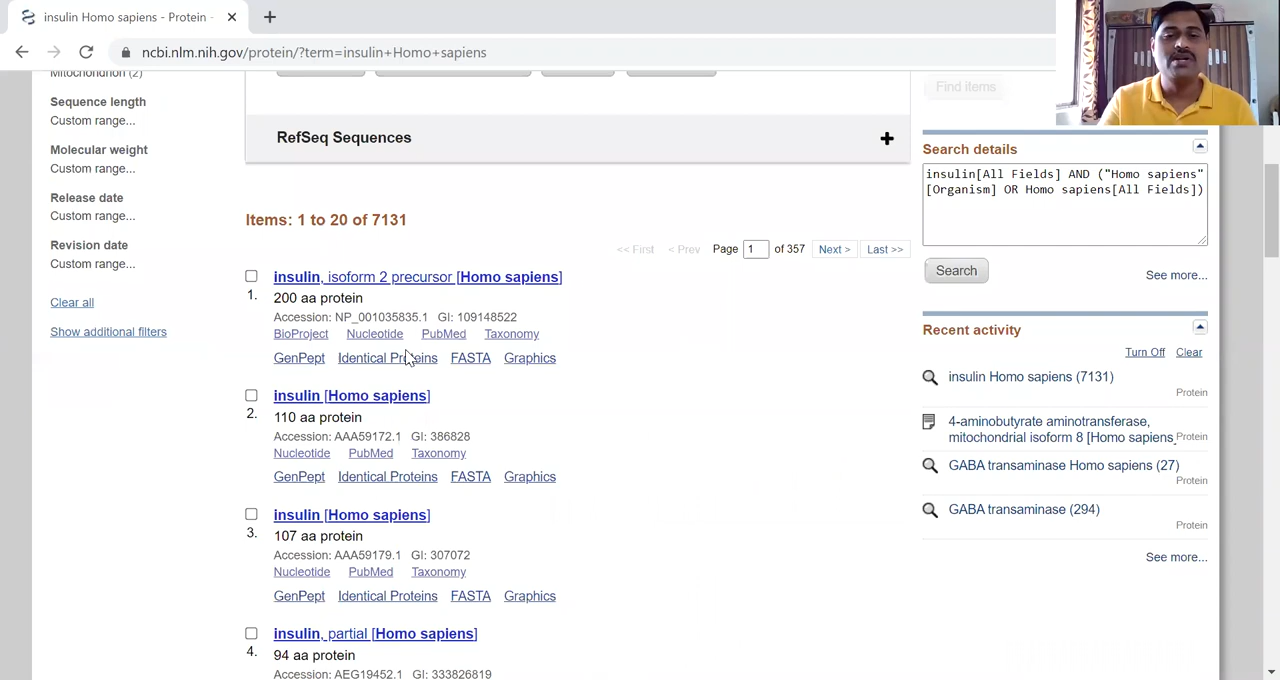 insulin Homo sapiens - Protein -
ncbi.nlm.nih.gov/protein/?term=insulin+Homo+sapiens
Mitochondrion (2)
Sequence length
Custom range...
Molecular weight
Custom range...
Release date
Custom range...
Revision date
Custom range...
Clear all
Show additional filters
RefSeq Sequences
Items: 1 to 20 of 7131
<< First < Prev Page 1 of 357 Next > Last >>
insulin, isoform 2 precursor [Homo sapiens]
1. 200 aa protein
Accession: NP_001035835.1 GI: 109148522
BioProject Nucleotide PubMed Taxonomy
GenPept Identical Proteins FASTA Graphics
insulin [Homo sapiens]
2. 110 aa protein
Accession: AAA59172.1 GI: 386828
Nucleotide PubMed Taxonomy
GenPept Identical Proteins FASTA Graphics
insulin [Homo sapiens]
3. 107 aa protein
Accession: AAA59179.1 GI: 307072
Nucleotide PubMed Taxonomy
GenPept Identical Proteins FASTA Graphics
insulin, partial [Homo sapiens]
4. 94 aa protein
Accession: AEG19452.1 GI: 333826819
Find items
Search details
insulin[All Fields] AND ("Homo sapiens"
[Organism] OR Homo sapiens[All Fields])
Search
See more...
Recent activity
Turn Off Clear
insulin Homo sapiens (7131)
Protein
4-aminobutyrate aminotransferase,
mitochondrial isoform 8 [Homo sapiens
Protein
GABA transaminase Homo sapiens (27)
Protein
GABA transaminase (294)
Protein
See more...